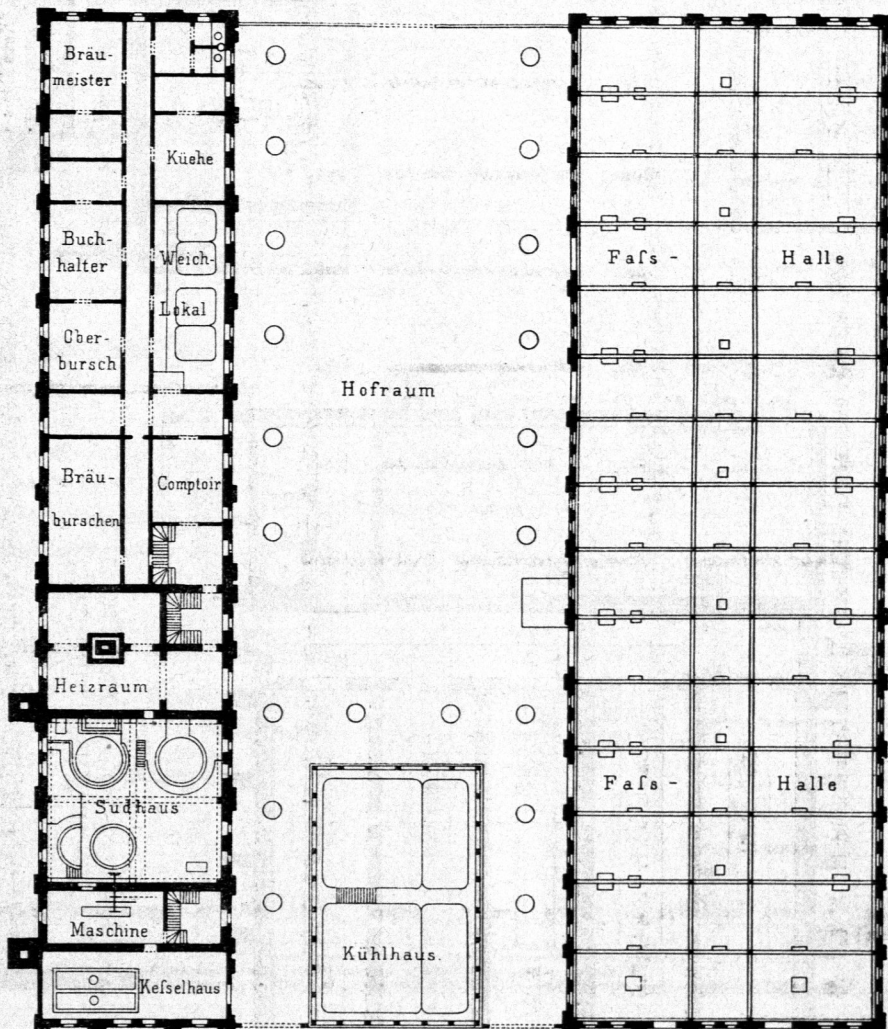 Bräu-
meister
Küche
Buch-
halter
Weich-
Lokal
Ober-
bursch
Bräu-
burschen
Comptoir
Heizraum
Sudhaus
Maschine
Keſselhaus
Hofraum
Kühlhaus.
Faſs- Halle
Faſs- Halle